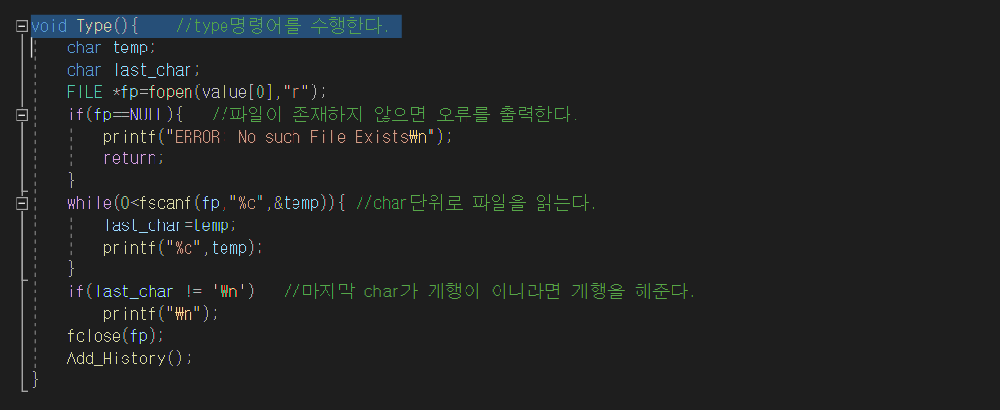 void Type(){    //type명령어를 수행한다.
    char temp;
    char last_char;
    FILE *fp=fopen(value[0],"r");
    if(fp==NULL){   //파일이 존재하지 않으면 오류를 출력한다.
        printf("ERROR: No such File Exists₩n");
        return;
    }
    while(0<fscanf(fp,"%c",&temp)){ //char단위로 파일을 읽는다.
        last_char=temp;
        printf("%c",temp);
    }
    if(last_char != '₩n')   //마지막 char가 개행이 아니라면 개행을 해준다.
        printf("₩n");
    fclose(fp);
    Add_History();
}